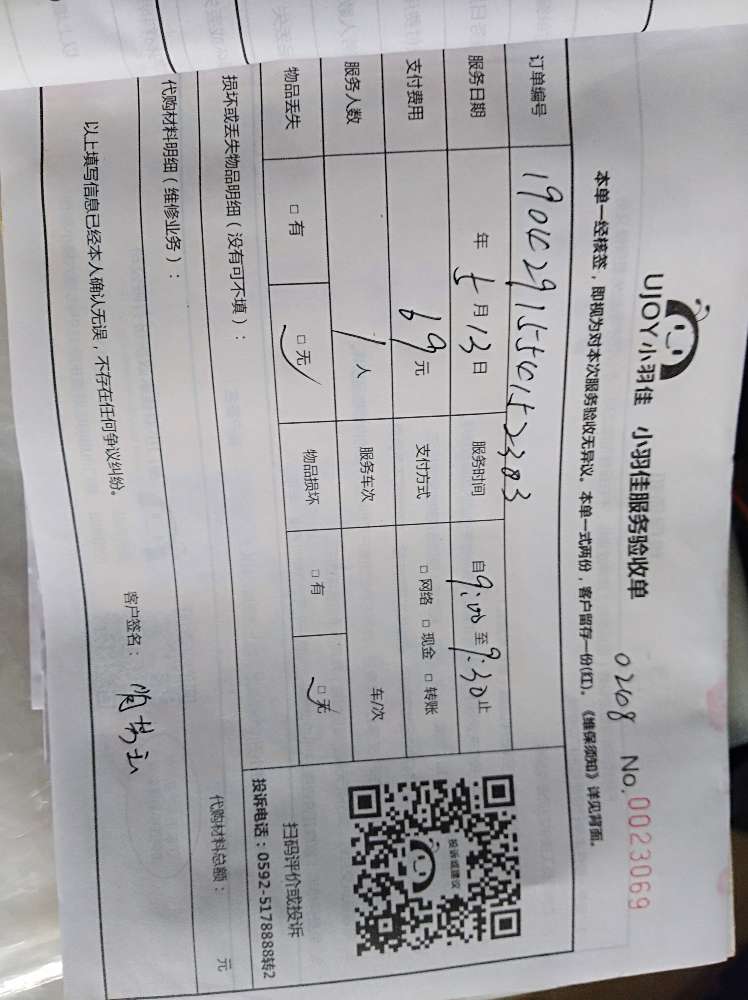 UJOY小羽佳 小羽佳服务验收单
0268 No. 0023069
本单一经核签，即视为对本次服务验收无异议。本单一式两份，客户留存一份(红)。《维保须知》详见背面。
订单编号 190429155401522383
服务日期 年 5 月 13 日 服务时间 自 9:00 至 9:30 止
支付费用 69 元 支付方式 □网络 □现金 □转账
服务人数 1 人 服务车次 车/次
物品丢失 □有 □无 物品损坏 □有 □无
损坏或丢失物品明细（没有可不填）：
投诉或建议
扫码评价或投诉
投诉电话：0592-5178888转2
代购材料明细（维修业务）：
代购材料总额： 元
以上填写信息已经本人确认无误，不存在任何争议纠纷。
客户签名：